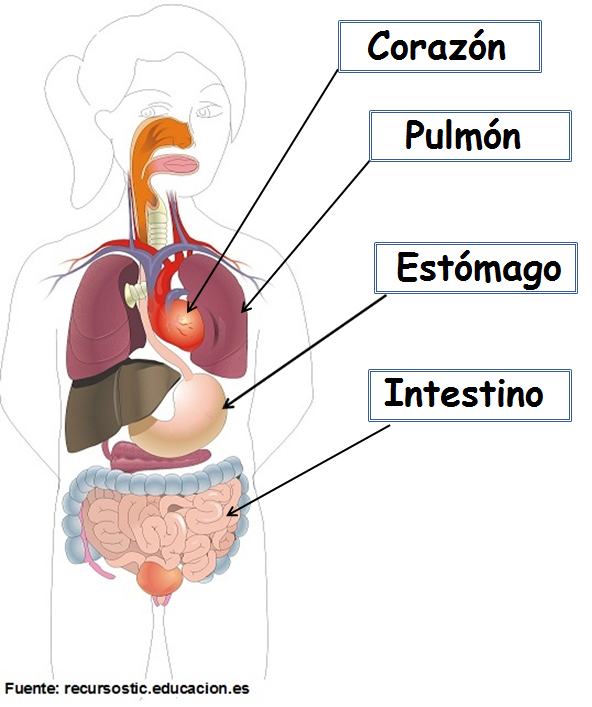 Corazón
Pulmón
Estómago
Intestino
Fuente: recursostic.educacion.es